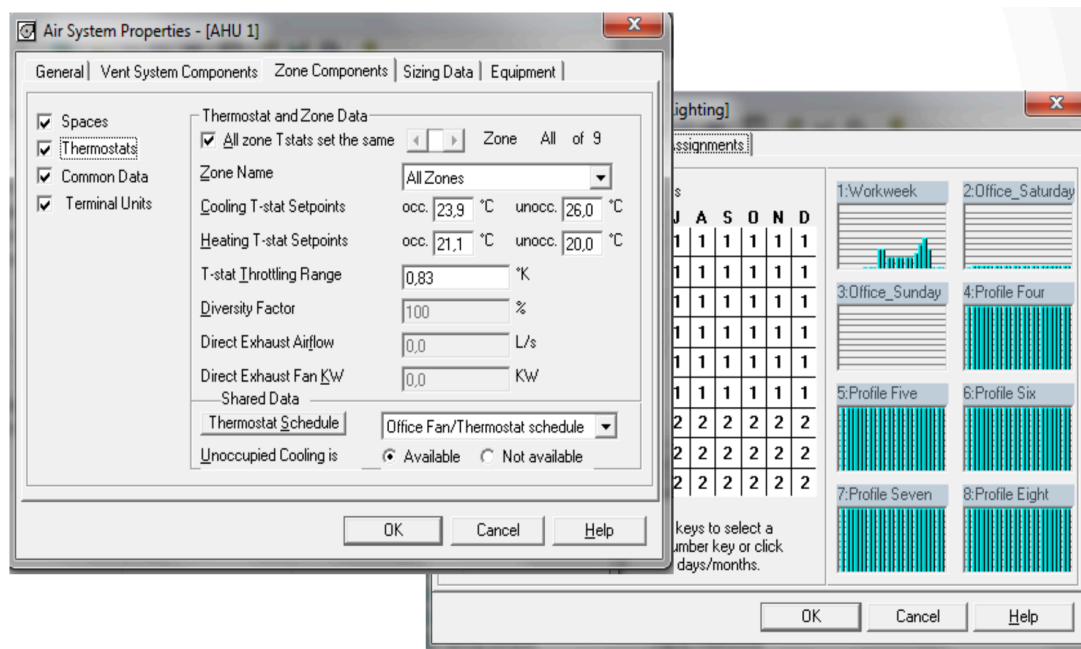 Air System Properties - [AHU 1]
General Vent System Components Zone Components Sizing Data Equipment
Spaces
Thermostats
Common Data
Terminal Units
Thermostat and Zone Data
All zone Tstats set the same Zone All of 9
Zone Name All Zones
Cooling T-stat Setpoints occ. 23,9 °C unocc. 26,0 °C
Heating T-stat Setpoints occ. 21,1 °C unocc. 20,0 °C
T-stat Throttling Range 0,83 °K
Diversity Factor 100 %
Direct Exhaust Airflow 0,0 L/s
Direct Exhaust Fan KW 0,0 KW
Shared Data
Thermostat Schedule Office Fan/Thermostat schedule
Unoccupied Cooling is Available Not available
OK Cancel Help
ighting]
ssignments
s
J A S O N D
1 1 1 1 1 1
1 1 1 1 1 1
1 1 1 1 1 1
1 1 1 1 1 1
1 1 1 1 1 1
1 1 1 1 1 1
2 2 2 2 2 2
2 2 2 2 2 2
2 2 2 2 2 2
keys to select a
umber key or click
days/months.
1:Workweek 2:Office_Saturday
3:Office_Sunday 4:Profile Four
5:Profile Five 6:Profile Six
7:Profile Seven 8:Profile Eight
OK Cancel Help